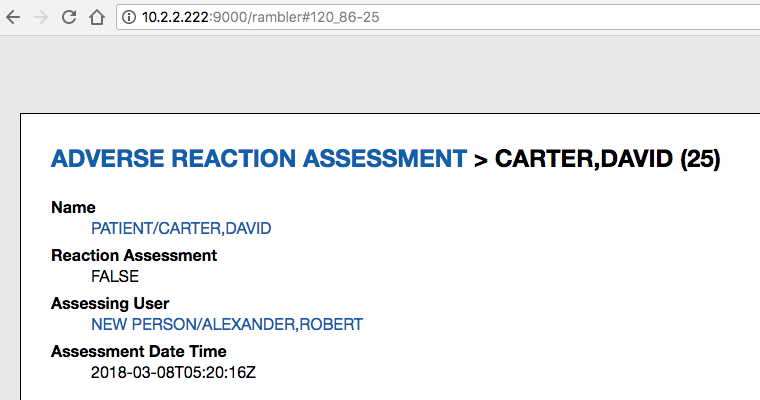 10.2.2.222:9000/rambler#120_86-25
ADVERSE REACTION ASSESSMENT > CARTER,DAVID (25)
Name
PATIENT/CARTER,DAVID
Reaction Assessment
FALSE
Assessing User
NEW PERSON/ALEXANDER,ROBERT
Assessment Date Time
2018-03-08T05:20:16Z